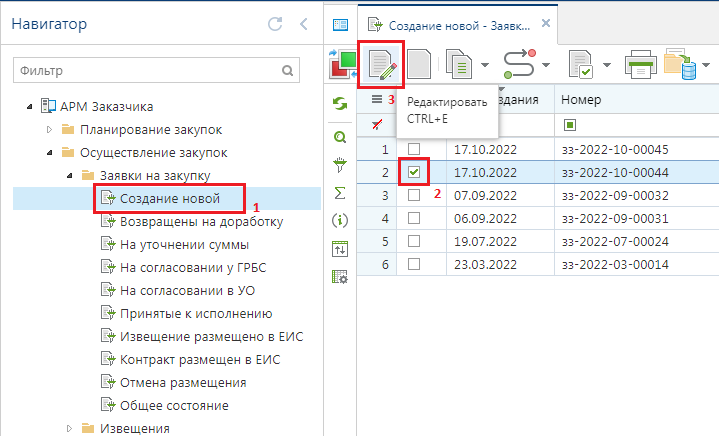 Навигатор
Фильтр
АРМ Заказчика
Планирование закупок
Осуществление закупок
Заявки на закупку
Создание новой
1
Возвращены на доработку
На уточнении суммы
На согласовании у ГРБС
На согласовании в УО
Принятые к исполнению
Извещение размещено в ЕИС
Контракт размещен в ЕИС
Отмена размещения
Общее состояние
Извещения
Создание новой - Заявк...
3
Редактировать
CTRL+E
здания
Номер
1 17.10.2022 зз-2022-10-00045
2 17.10.2022 зз-2022-10-00044
2
3 07.09.2022 зз-2022-09-00032
4 06.09.2022 зз-2022-09-00031
5 19.07.2022 зз-2022-07-00024
6 23.03.2022 зз-2022-03-00014